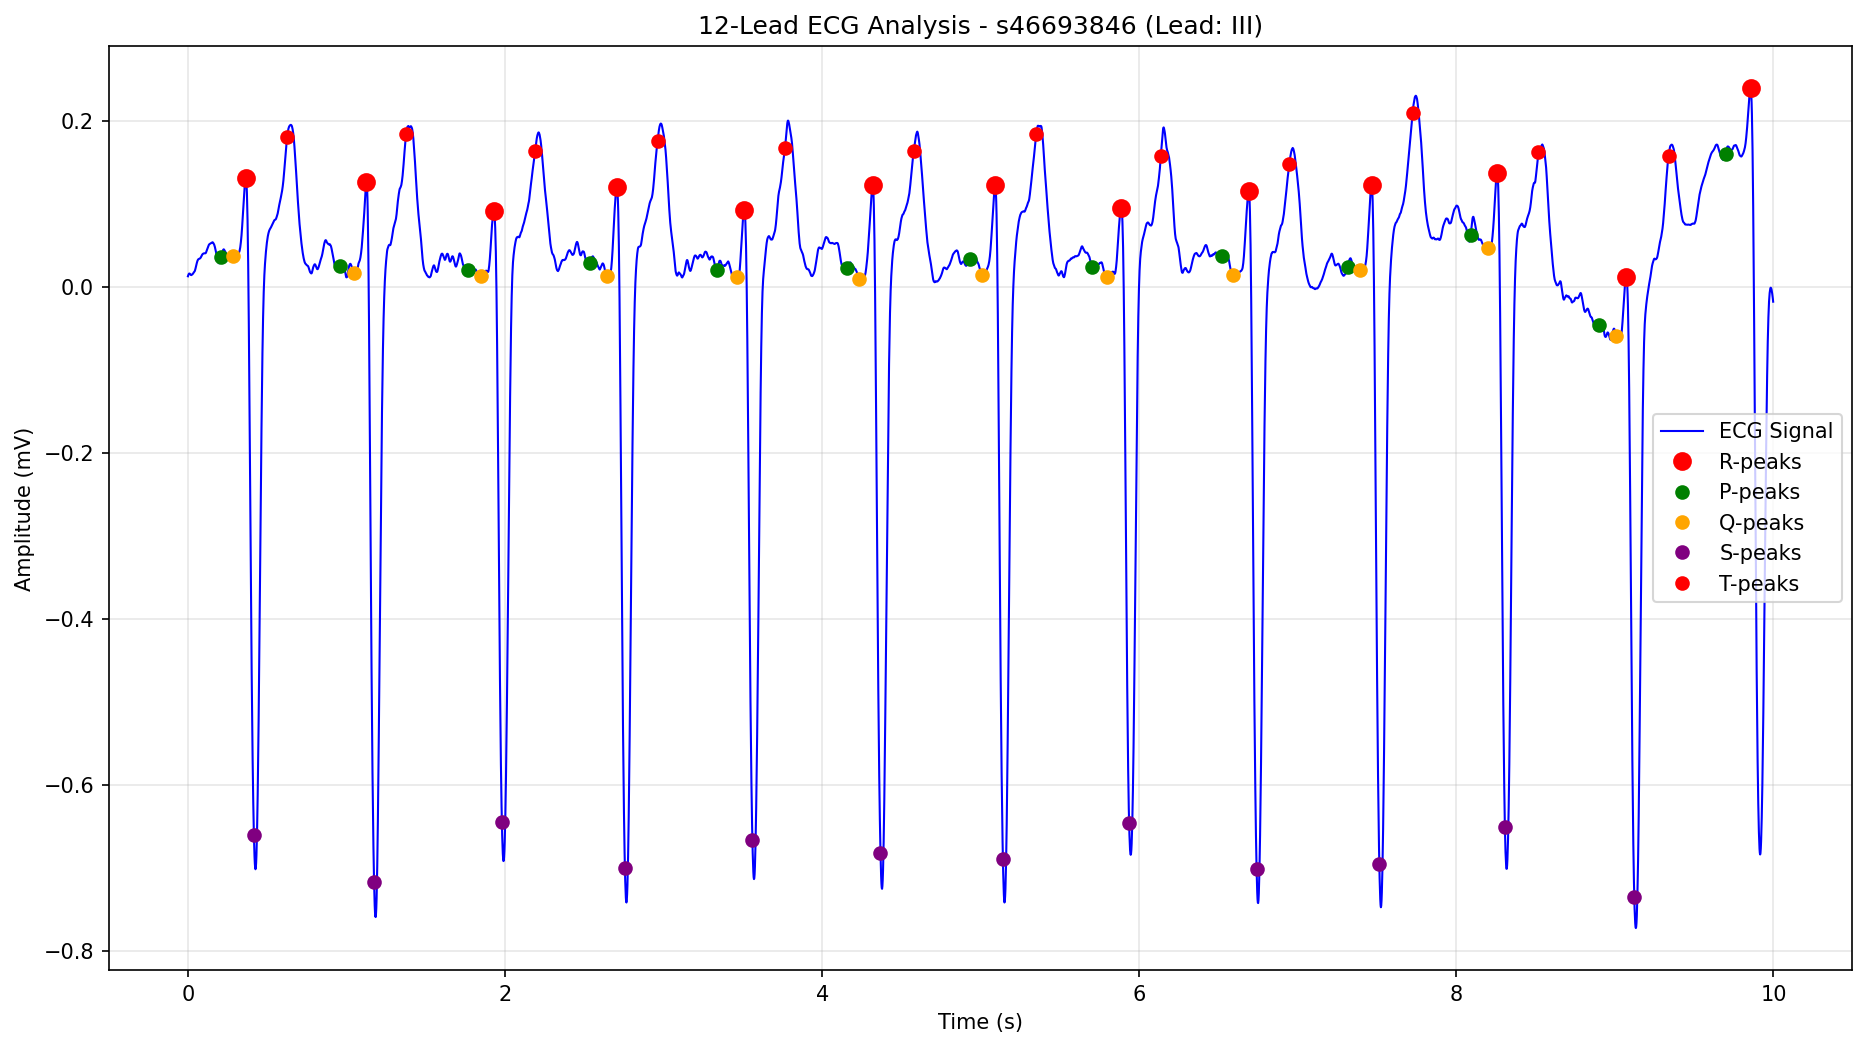 12-Lead ECG Analysis - s46693846 (Lead: III)
Amplitude (mV)
0.2
0.0
−0.2
−0.4
−0.6
−0.8
ECG Signal
R-peaks
P-peaks
Q-peaks
S-peaks
T-peaks
0 2 4 6 8 10
Time (s)